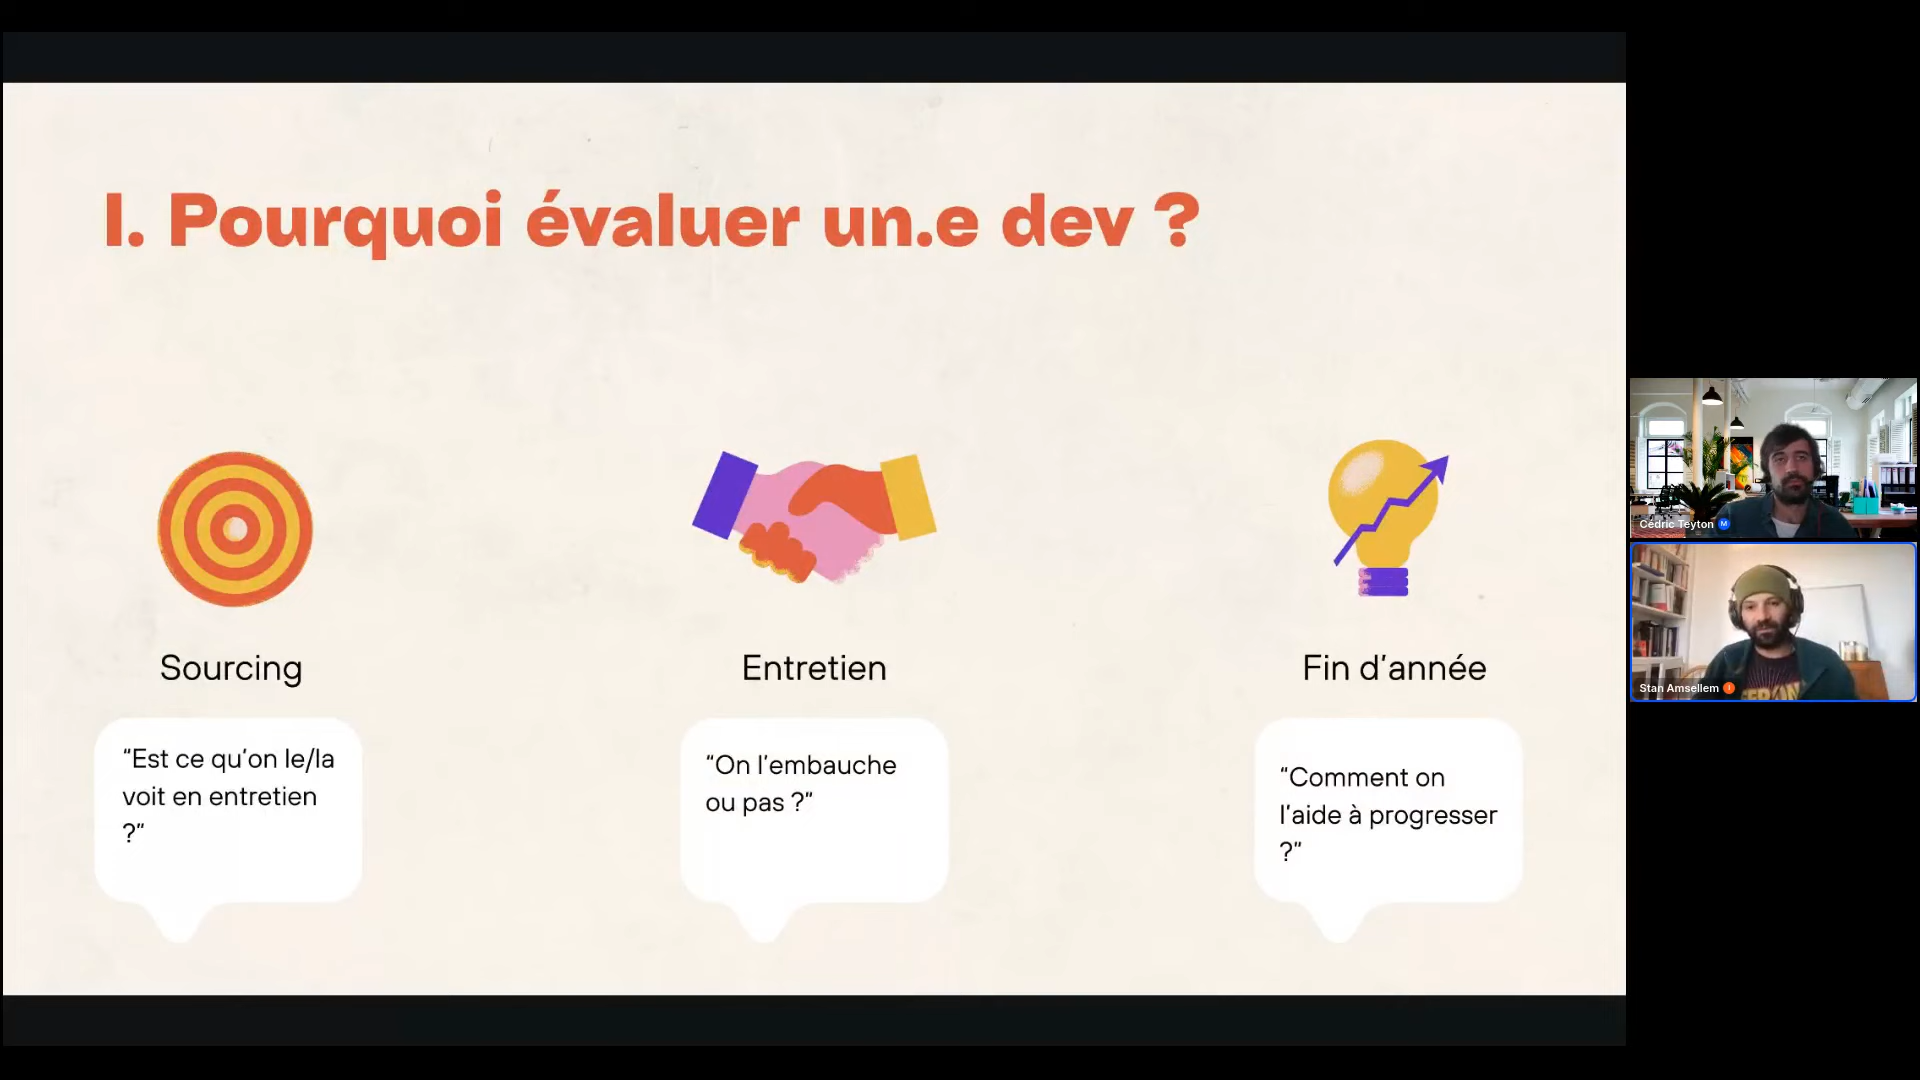 I. Pourquoi évaluer un.e dev ?
Sourcing
“Est ce qu’on le/la
voit en entretien
?”
Entretien
“On l’embauche
ou pas ?”
Fin d’année
“Comment on
l’aide à progresser
?”
Cédric Teyton M
Stan Amsellem